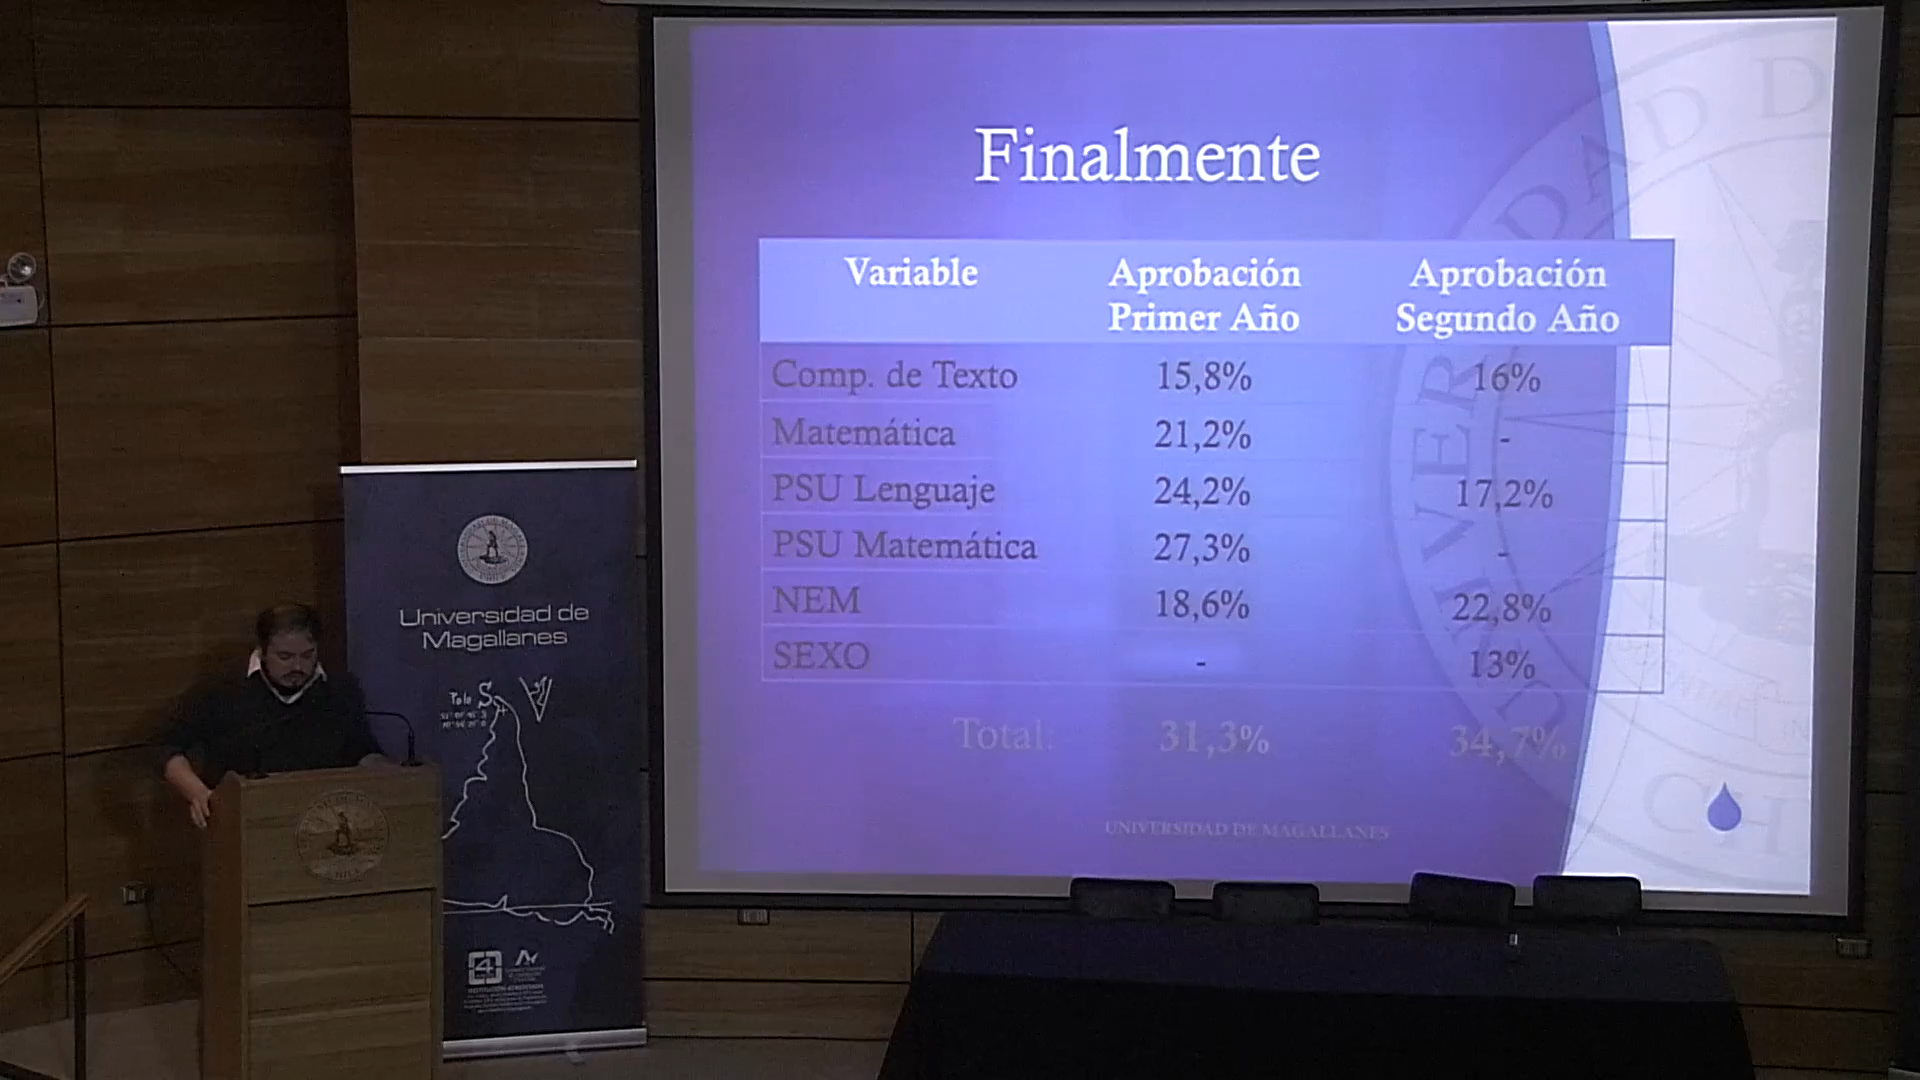 Finalmente
Variable Aprobación Primer Año Aprobación Segundo Año
Comp. de Texto 15,8% 16%
Matemática 21,2% -
PSU Lenguaje 24,2% 17,2%
PSU Matemática 27,3% -
NEM 18,6% 22,8%
SEXO - 13%
Total: 31,3% 34,7%
UNIVERSIDAD DE MAGALLANES
Universidad de
Magallanes
Polo S
4